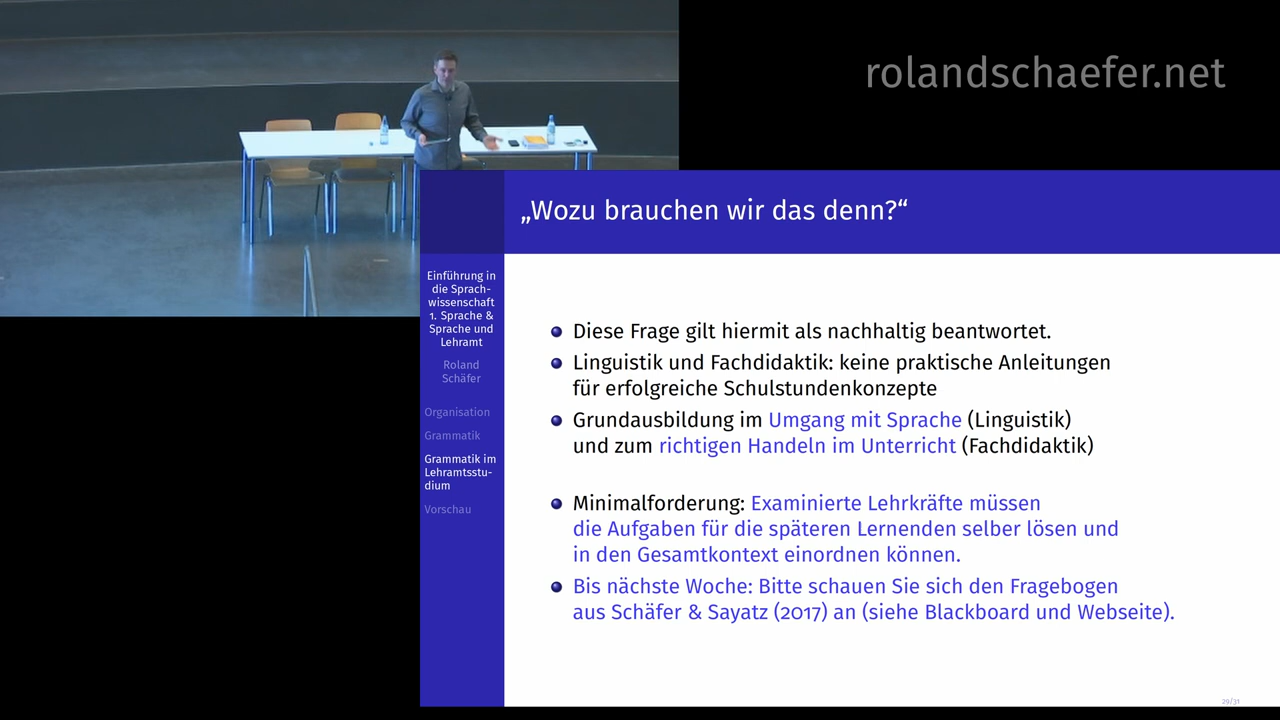 rolandschaefer.net
„Wozu brauchen wir das denn?“
Einführung in
die Sprach-
wissenschaft
1. Sprache &
Sprache und
Lehramt
Roland
Schäfer
Organisation
Grammatik
Grammatik im
Lehramtsstu-
dium
Vorschau
Diese Frage gilt hiermit als nachhaltig beantwortet.
Linguistik und Fachdidaktik: keine praktische Anleitungen
für erfolgreiche Schulstundenkonzepte
Grundausbildung im Umgang mit Sprache (Linguistik)
und zum richtigen Handeln im Unterricht (Fachdidaktik)
Minimalforderung: Examinierte Lehrkräfte müssen
die Aufgaben für die späteren Lernenden selber lösen und
in den Gesamtkontext einordnen können.
Bis nächste Woche: Bitte schauen Sie sich den Fragebogen
aus Schäfer & Sayatz (2017) an (siehe Blackboard und Webseite).
29/31